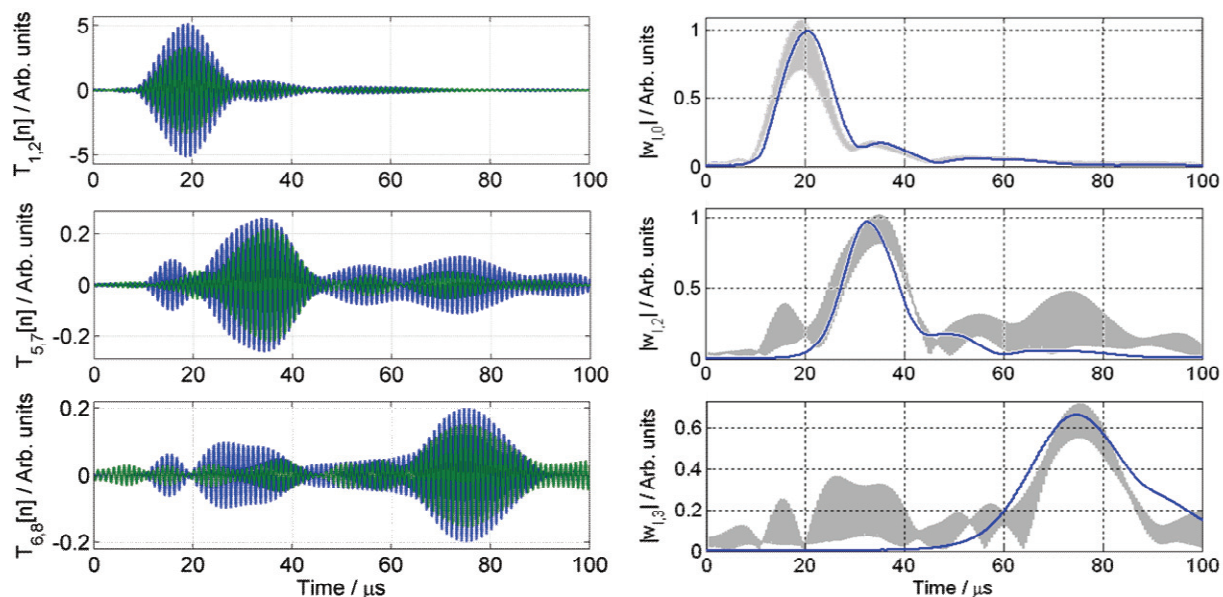 T1,2[n] / Arb. units
5
0
-5
0 20 40 60 80 100
T5,7[n] / Arb. units
0.2
0
-0.2
0 20 40 60 80 100
T6,8[n] / Arb. units
0.2
0
-0.2
0 20 40 60 80 100
Time / μs
|wl,0| / Arb. units
1
0.5
0
0 20 40 60 80 100
|wl,2| / Arb. units
1
0.5
0
0 20 40 60 80 100
|wl,3| / Arb. units
0.6
0.4
0.2
0
0 20 40 60 80 100
Time / μs